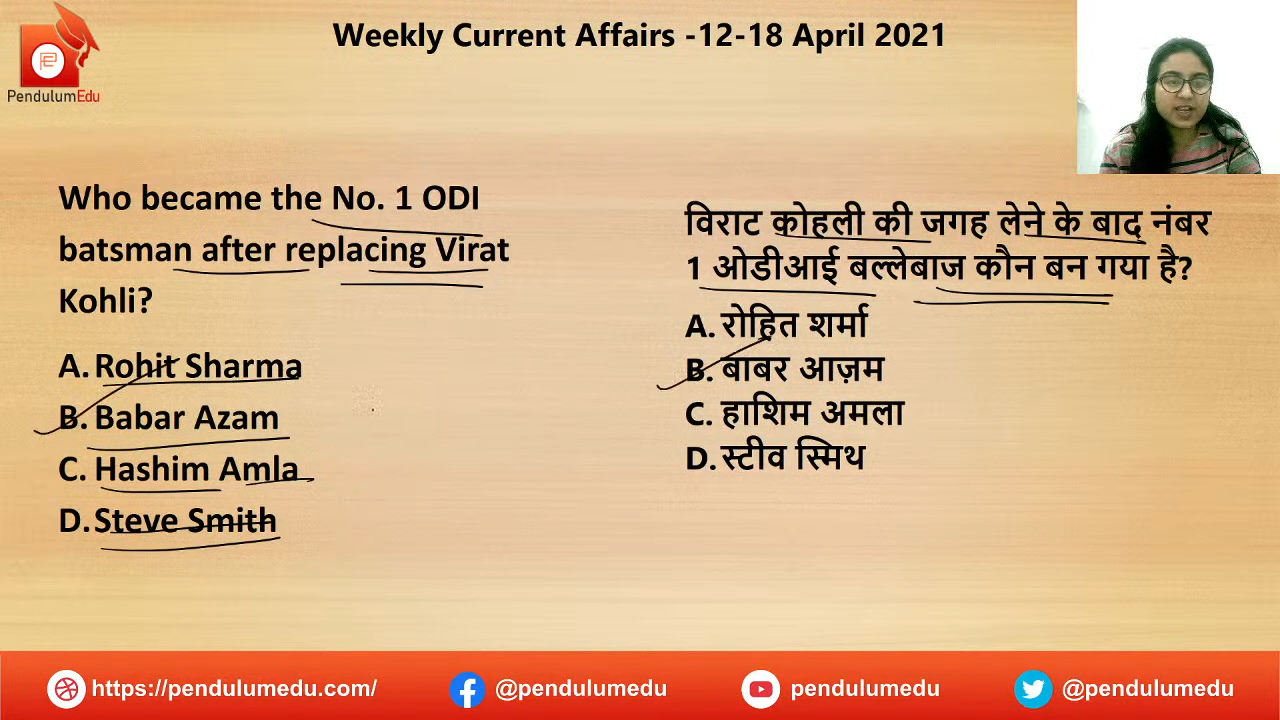 Weekly Current Affairs -12-18 April 2021
PendulumEdu
Who became the No. 1 ODI
batsman after replacing Virat
Kohli?
A. Rohit Sharma
B. Babar Azam
C. Hashim Amla
D. Steve Smith
विराट कोहली की जगह लेने के बाद नंबर
1 ओडीआई बल्लेबाज कौन बन गया है?
A. रोहित शर्मा
B. बाबर आज़म
C. हाशिम अमला
D. स्टीव स्मिथ
https://pendulumedu.com/
@pendulumedu
pendulumedu
@pendulumedu